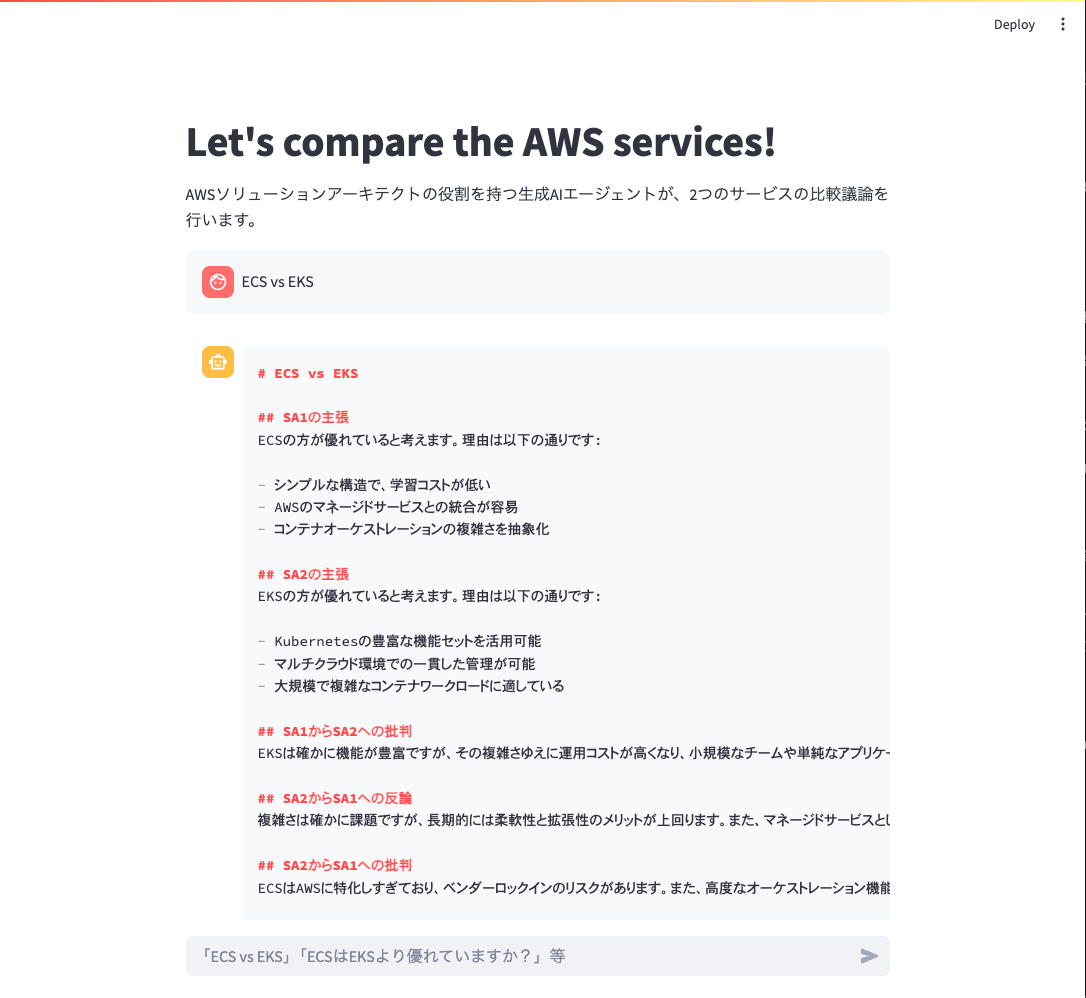 Deploy
Let's compare the AWS services!
AWSソリューションアーキテクトの役割を持つ生成AIエージェントが、2つのサービスの比較議論を
行います。
ECS vs EKS
# ECS vs EKS
## SA1の主張
ECSの方が優れていると考えます。理由は以下の通りです:
- シンプルな構造で、学習コストが低い
- AWSのマネージドサービスとの統合が容易
- コンテナオーケストレーションの複雑さを抽象化
## SA2の主張
EKSの方が優れていると考えます。理由は以下の通りです:
- Kubernetesの豊富な機能セットを活用可能
- マルチクラウド環境での一貫した管理が可能
- 大規模で複雑なコンテナワークロードに適している
## SA1からSA2への批判
EKSは確かに機能が豊富ですが、その複雑さゆえに運用コストが高くなり、小規模なチームや単純なアプリケー
## SA2からSA1への反論
複雑さは確かに課題ですが、長期的には柔軟性と拡張性のメリットが上回ります。また、マネージドサービスとし
## SA2からSA1への批判
ECSはAWSに特化しすぎており、ベンダーロックインのリスクがあります。また、高度なオーケストレーション機能
「ECS vs EKS」「ECSはEKSより優れていますか？」等